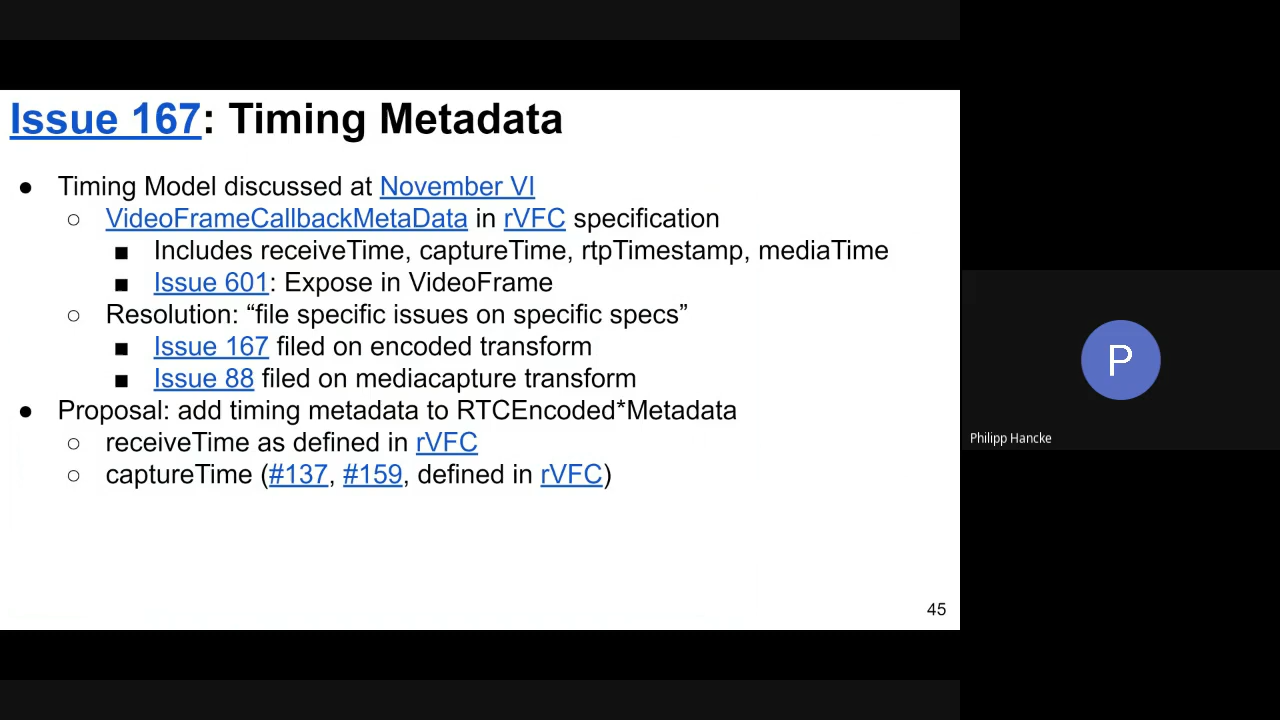 Issue 167: Timing Metadata
● Timing Model discussed at November VI
○ VideoFrameCallbackMetaData in rVFC specification
■ Includes receiveTime, captureTime, rtpTimestamp, mediaTime
■ Issue 601: Expose in VideoFrame
○ Resolution: “file specific issues on specific specs”
■ Issue 167 filed on encoded transform
■ Issue 88 filed on mediacapture transform
● Proposal: add timing metadata to RTCEncoded*Metadata
○ receiveTime as defined in rVFC
○ captureTime (#137, #159, defined in rVFC)
45
P
Philipp Hancke